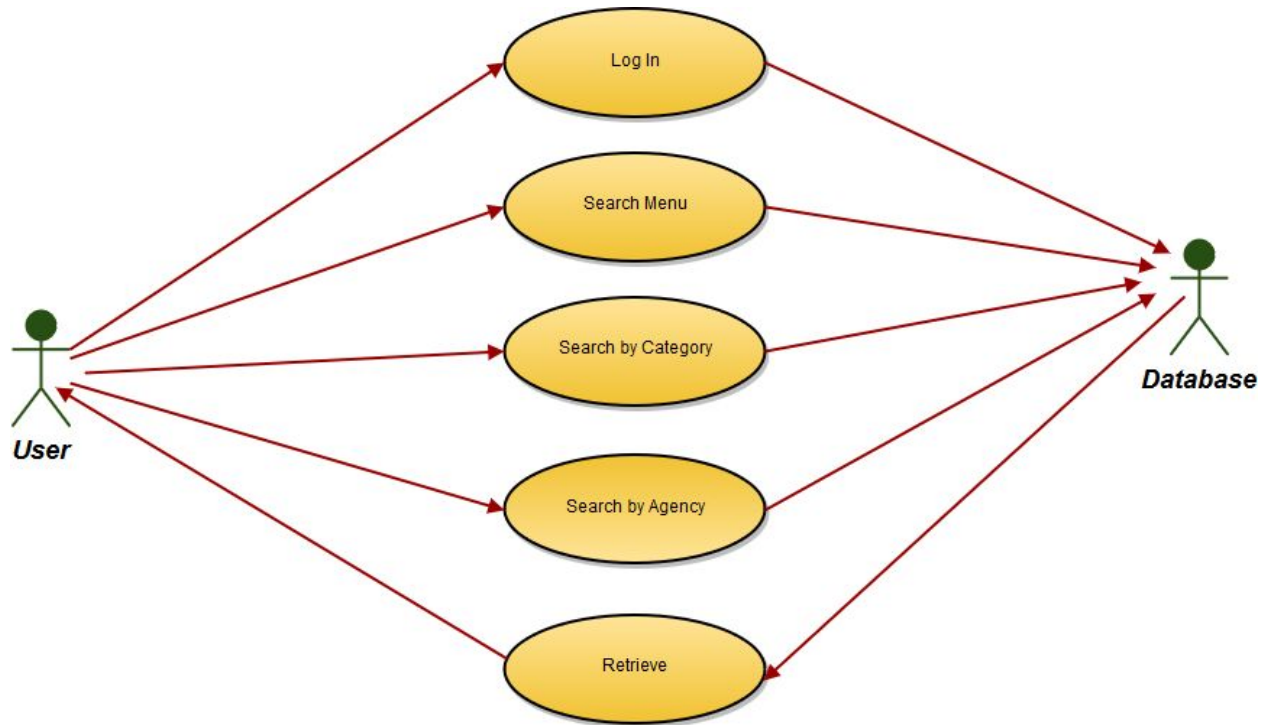 Log In
Search Menu
Search by Category
Database
User
Search by Agency
Retrieve